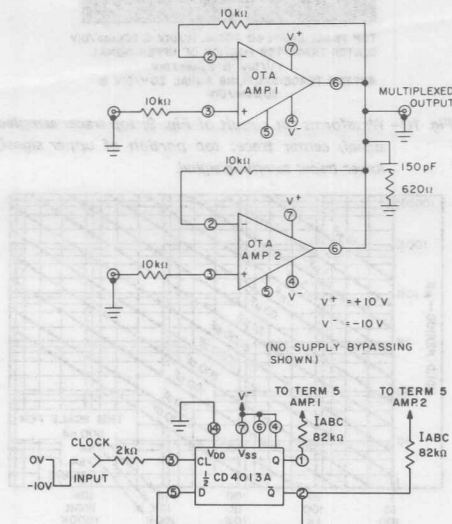 10kΩ
V+
7
2
OTA
AMP. 1
6
MULTIPLEXED
OUTPUT
10kΩ
3
4
V-
5
10kΩ
150 pF
620Ω
V+
7
2
OTA
AMP. 2
6
10kΩ
3
4
V-
5
V+ = +10 V
V- = -10 V
(NO SUPPLY BYPASSING
SHOWN)
TO TERM 5
AMP.1
TO TERM 5
AMP. 2
V-
IABC
82kΩ
IABC
82kΩ
CLOCK
INPUT
0V
-10V
2kΩ
14
7
6
4
VDD
VSS
3
CL
Q
1
½ CD4013A
5
D
Q̄
2